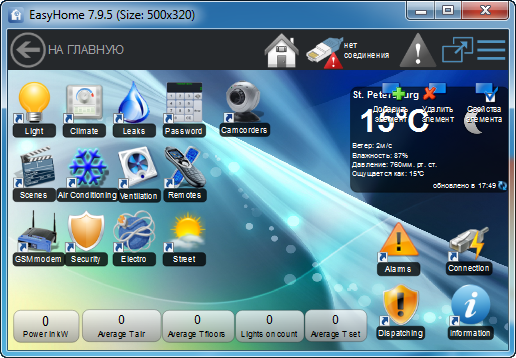 EasyHome 7.9.5 (Size: 500x320)
НА ГЛАВНУЮ
нет
соединения
St. Petersburg
Добавить
элемент
Удалить
элемент
Свойства
элемента
15°C
Ветер: 2м/с
Влажность: 87%
Давление: 760мм. рт. ст.
Ощущается как: 15°C
обновлено в 17:49
Light
Climate
Leaks
Password
Camcorders
Scenes
Air Conditioning
Ventilation
Remotes
GSM modem
Security
Electro
Street
Alarms
Connection
Dispatching
Information
0
Power in kW
0
Average T air
0
Average T floors
0
Lights on count
0
Average T set